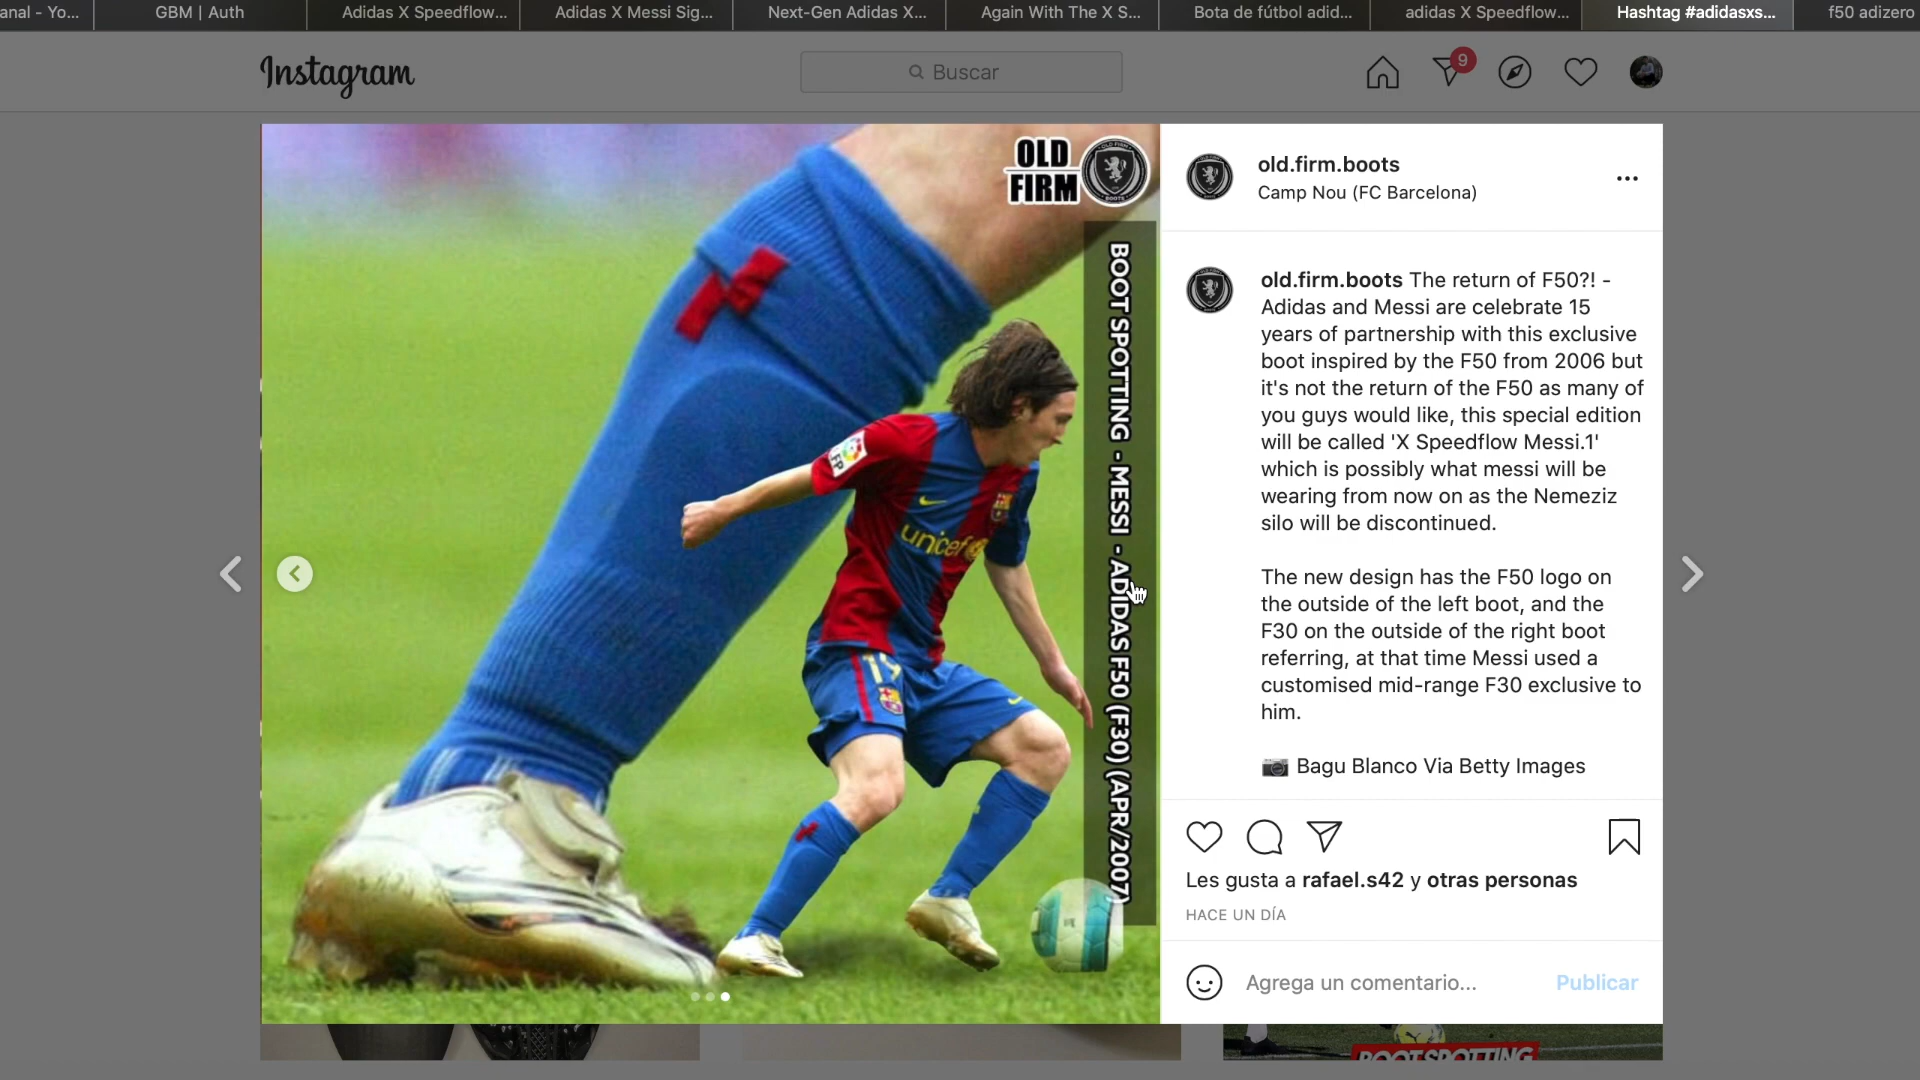 anal - Yo...
GBM | Auth
Adidas X Speedflow...
Adidas X Messi Sig...
Next-Gen Adidas X...
Again With The X S...
Bota de fútbol adid...
adidas X Speedflow...
Hashtag #adidasxs...
f50 adizero
Instagram
Buscar
9
OLD
FIRM
BOOT SPOTTING - MESSI - ADIDAS F50 (F30) (APR/2007)
unicef
19
old.firm.boots
Camp Nou (FC Barcelona)
old.firm.boots The return of F50?! -
Adidas and Messi are celebrate 15
years of partnership with this exclusive
boot inspired by the F50 from 2006 but
it's not the return of the F50 as many of
you guys would like, this special edition
will be called 'X Speedflow Messi.1'
which is possibly what messi will be
wearing from now on as the Nemeziz
silo will be discontinued.
The new design has the F50 logo on
the outside of the left boot, and the
F30 on the outside of the right boot
referring, at that time Messi used a
customised mid-range F30 exclusive to
him.
Bagu Blanco Via Betty Images
Les gusta a rafael.s42 y otras personas
HACE UN DÍA
Agrega un comentario...
Publicar
BOOTSPOTTING